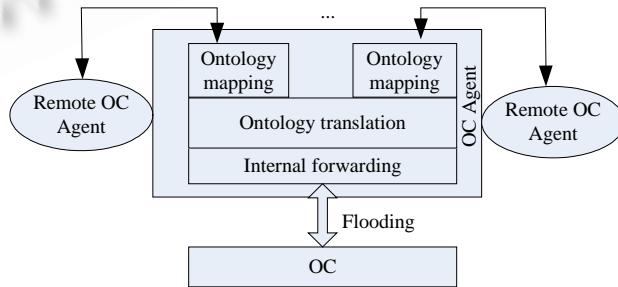 ...
Ontology
mapping
Ontology
mapping
Remote OC
Agent
OC Agent
Remote OC
Agent
Ontology translation
Internal forwarding
Flooding
OC